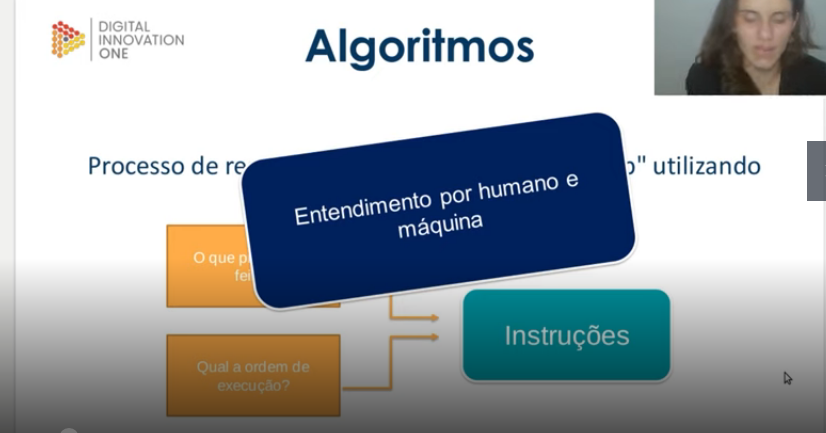 DIGITAL
INNOVATION
ONE
Algoritmos
Processo de re
" utilizando
Entendimento por humano e
máquina
O que p
fei
Instruções
Qual a ordem de
execução?